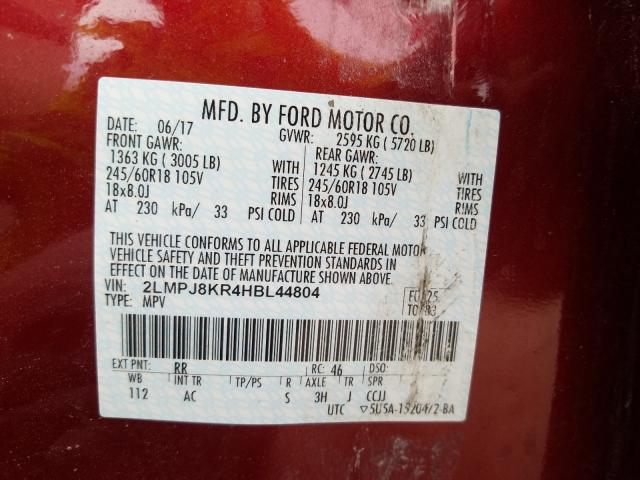 MFD. BY FORD MOTOR CO.
DATE: 06/17 GVWR: 2595 KG ( 5720 LB)
FRONT GAWR: REAR GAWR:
1363 KG ( 3005 LB) WITH 1245 KG ( 2745 LB) WITH
245/60R18 105V TIRES 245/60R18 105V TIRES
18x8.0J RIMS 18x8.0J RIMS
AT 230 kPa/ 33 PSI COLD AT 230 kPa/ 33 PSI COLD
THIS VEHICLE CONFORMS TO ALL APPLICABLE FEDERAL MOTOR
VEHICLE SAFETY AND THEFT PREVENTION STANDARDS IN
EFFECT ON THE DATE OF MANUFACTURE SHOWN ABOVE.
VIN: 2LMPJ8KR4HBL44804
TYPE: MPV
EXT PNT: RR RC: 46 DSO:
WB INT TR TP/PS R AXLE TR SPR
112 AC S 3H J CCJJ
UTC